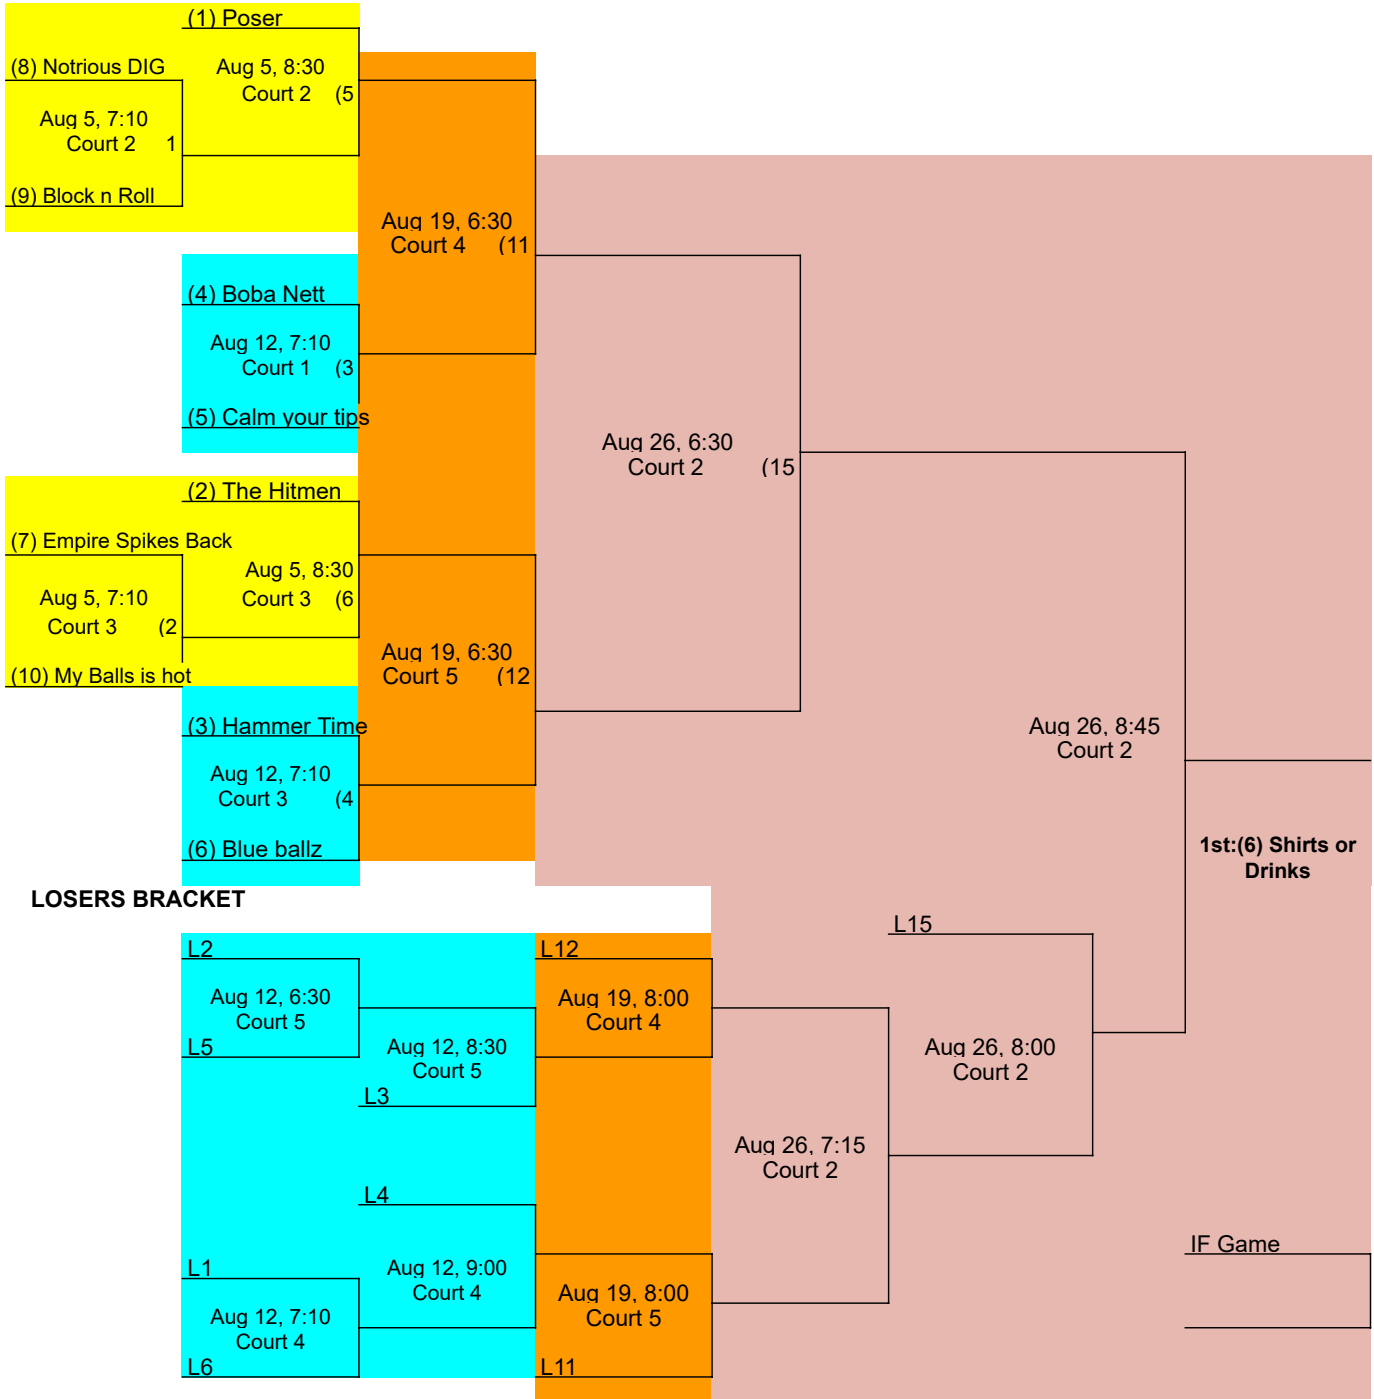 (1) Poser
(8) Notrious DIG
Aug 5, 8:30
Court 2 (5
Aug 5, 7:10
Court 2 1
(9) Block n Roll
Aug 19, 6:30
Court 4 (11
(4) Boba Nett
Aug 12, 7:10
Court 1 (3
(5) Calm your tips
Aug 26, 6:30
Court 2 (15
(2) The Hitmen
(7) Empire Spikes Back
Aug 5, 8:30
Court 3 (6
Aug 5, 7:10
Court 3 (2
(10) My Balls is hot
Aug 19, 6:30
Court 5 (12
(3) Hammer Time
Aug 12, 7:10
Court 3 (4
(6) Blue ballz
Aug 26, 8:45
Court 2
1st:(6) Shirts or
Drinks
LOSERS BRACKET
L15
L2
L12
Aug 12, 6:30
Court 5
Aug 19, 8:00
Court 4
L5
Aug 12, 8:30
Court 5
Aug 26, 8:00
Court 2
L3
Aug 26, 7:15
Court 2
L4
IF Game
L1
Aug 12, 9:00
Court 4
Aug 19, 8:00
Court 5
Aug 12, 7:10
Court 4
L6
L11